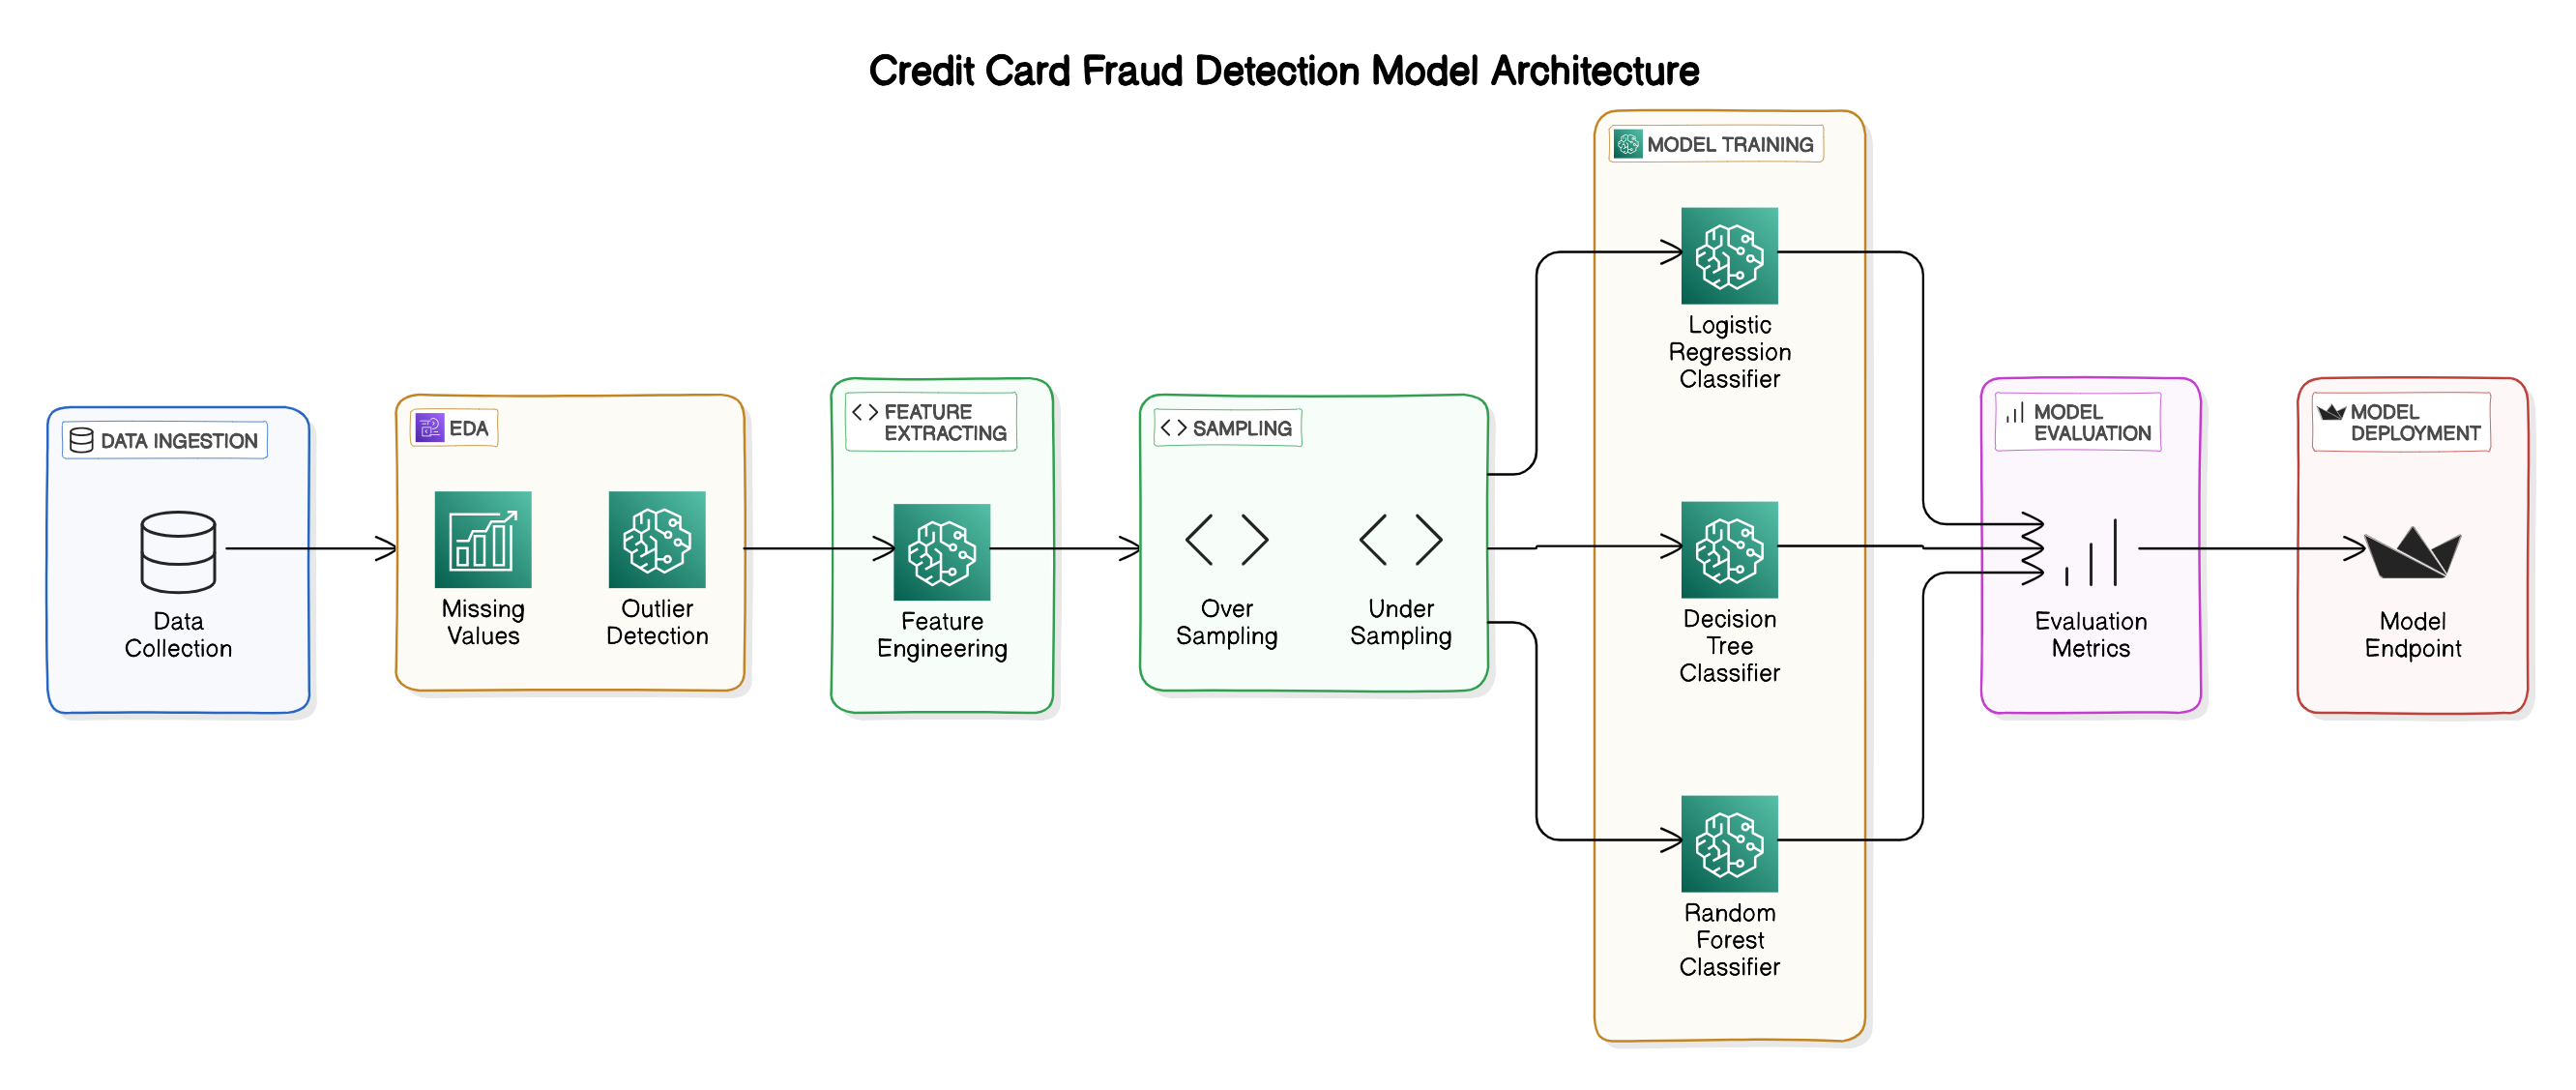 Credit Card Fraud Detection Model Architecture
DATA INGESTION
Data
Collection
EDA
Missing
Values
Outlier
Detection
FEATURE
EXTRACTING
Feature
Engineering
SAMPLING
Over
Sampling
Under
Sampling
MODEL TRAINING
Logistic
Regression
Classifier
Decision
Tree
Classifier
Random
Forest
Classifier
MODEL
EVALUATION
Evaluation
Metrics
MODEL
DEPLOYMENT
Model
Endpoint